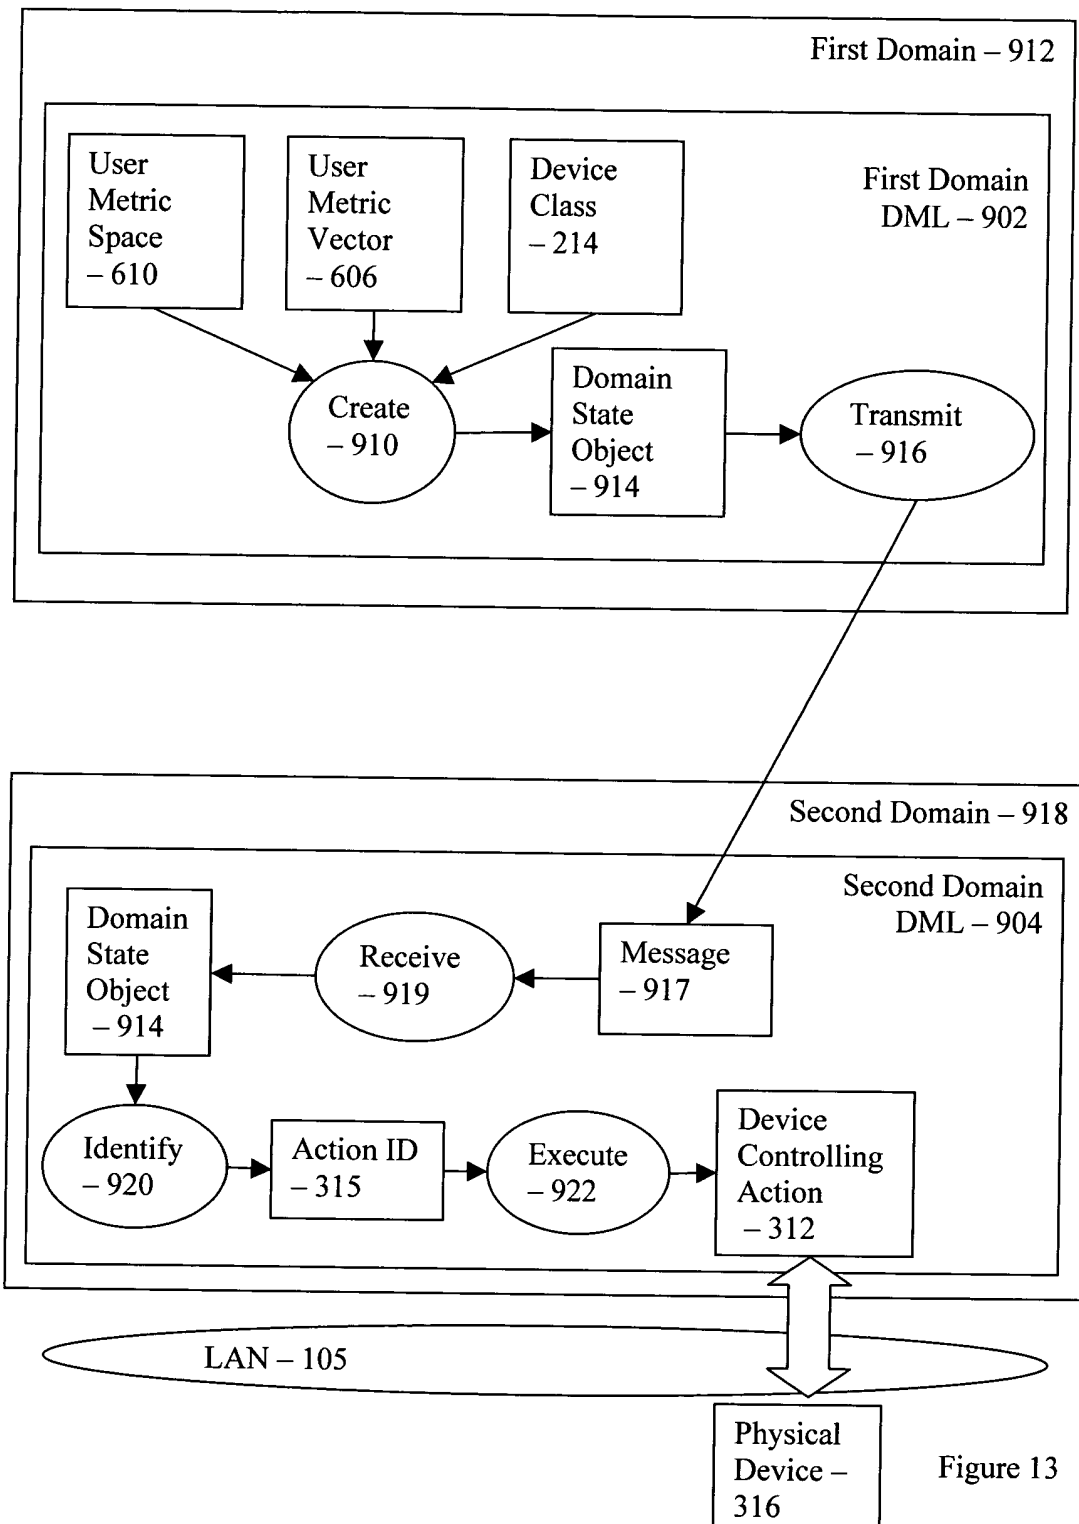 First Domain – 912
User
Metric
Space
– 610
User
Metric
Vector
– 606
Device
Class
– 214
First Domain
DML – 902
Create
– 910
Domain
State
Object
– 914
Transmit
– 916
Second Domain – 918
Second Domain
DML – 904
Domain
State
Object
– 914
Receive
– 919
Message
– 917
Identify
– 920
Action ID
– 315
Execute
– 922
Device
Controlling
Action
– 312
LAN – 105
Physical
Device –
316
Figure 13